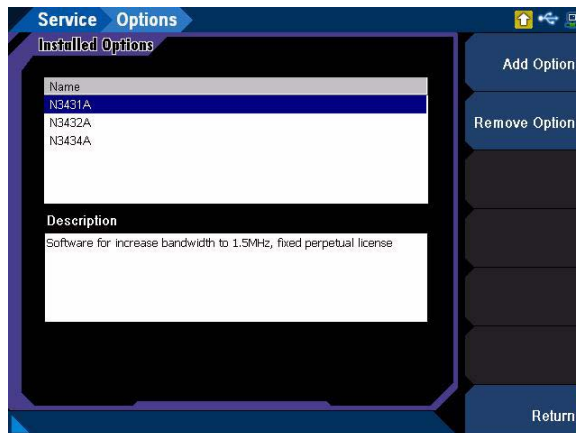 Service Options
Installed Options
Add Option
Name
N3431A
Remove Option
N3432A
N3434A
Description
Software for increase bandwidth to 1.5MHz, fixed perpetual license
Return